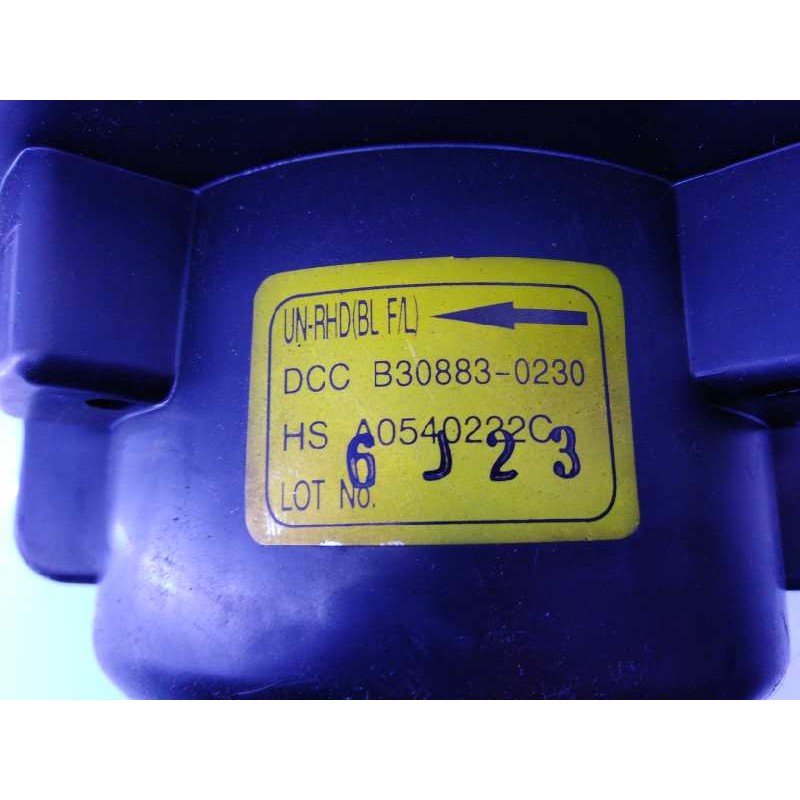 UN-RHD(BL F/L)
DCC B30883-0230
HS A0540222C
6 J 2 3
LOT No.